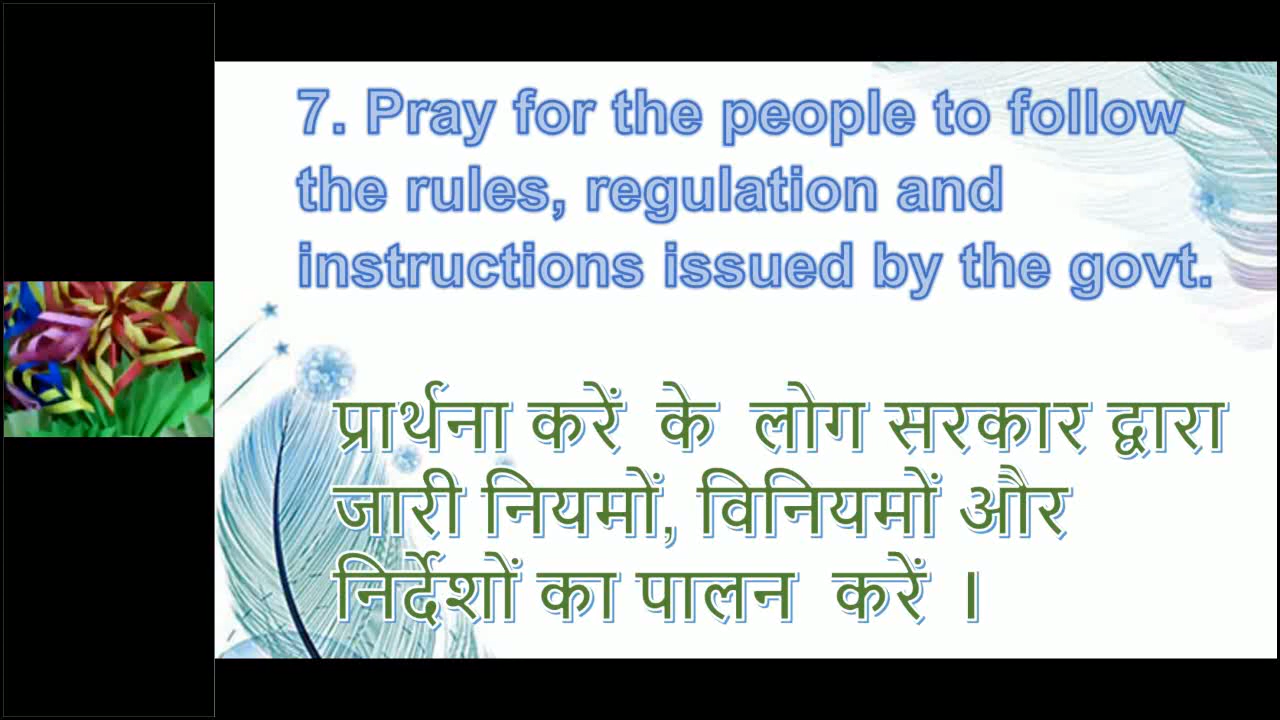 7. Pray for the people to follow
the rules, regulation and
instructions issued by the govt.
प्रार्थना करें के लोग सरकार द्वारा
जारी नियमों, विनियमों और
निर्देशों का पालन करें ।